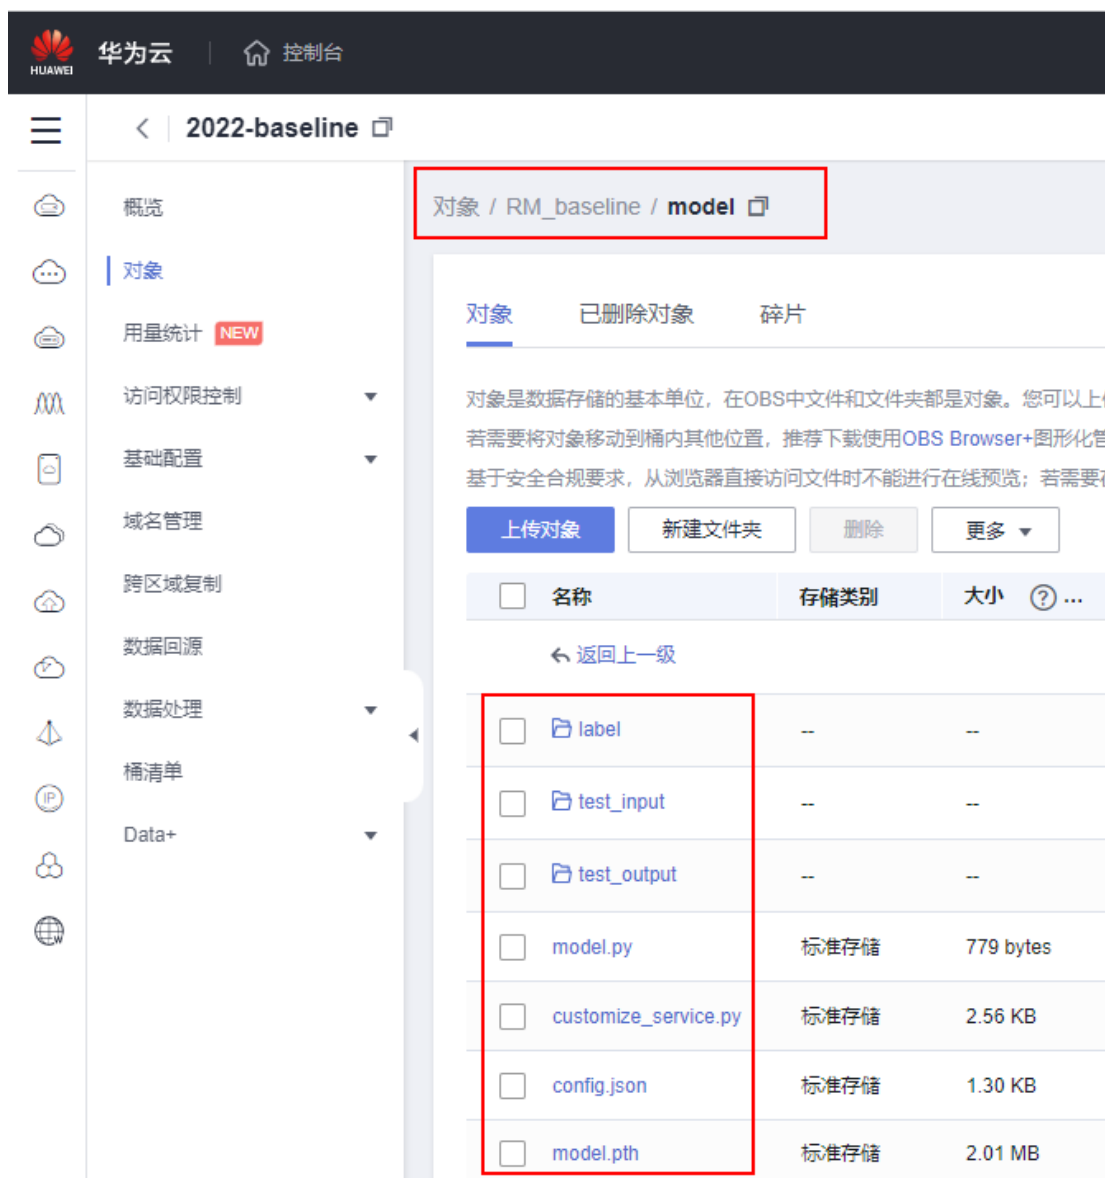 HUAWEI 华为云 控制台
2022-baseline
概览
对象
用量统计 NEW
访问权限控制
基础配置
域名管理
跨区域复制
数据回源
数据处理
桶清单
Data+
对象 / RM_baseline / model
对象 已删除对象 碎片
对象是数据存储的基本单位，在OBS中文件和文件夹都是对象。您可以上
若需要将对象移动到桶内其他位置，推荐下载使用OBS Browser+图形化
基于安全合规要求，从浏览器直接访问文件时不能进行在线预览；若需要
上传对象 新建文件夹 删除 更多
名称 存储类别 大小 ? ...
返回上一级
label -- --
test_input -- --
test_output -- --
model.py 标准存储 779 bytes
customize_service.py 标准存储 2.56 KB
config.json 标准存储 1.30 KB
model.pth 标准存储 2.01 MB